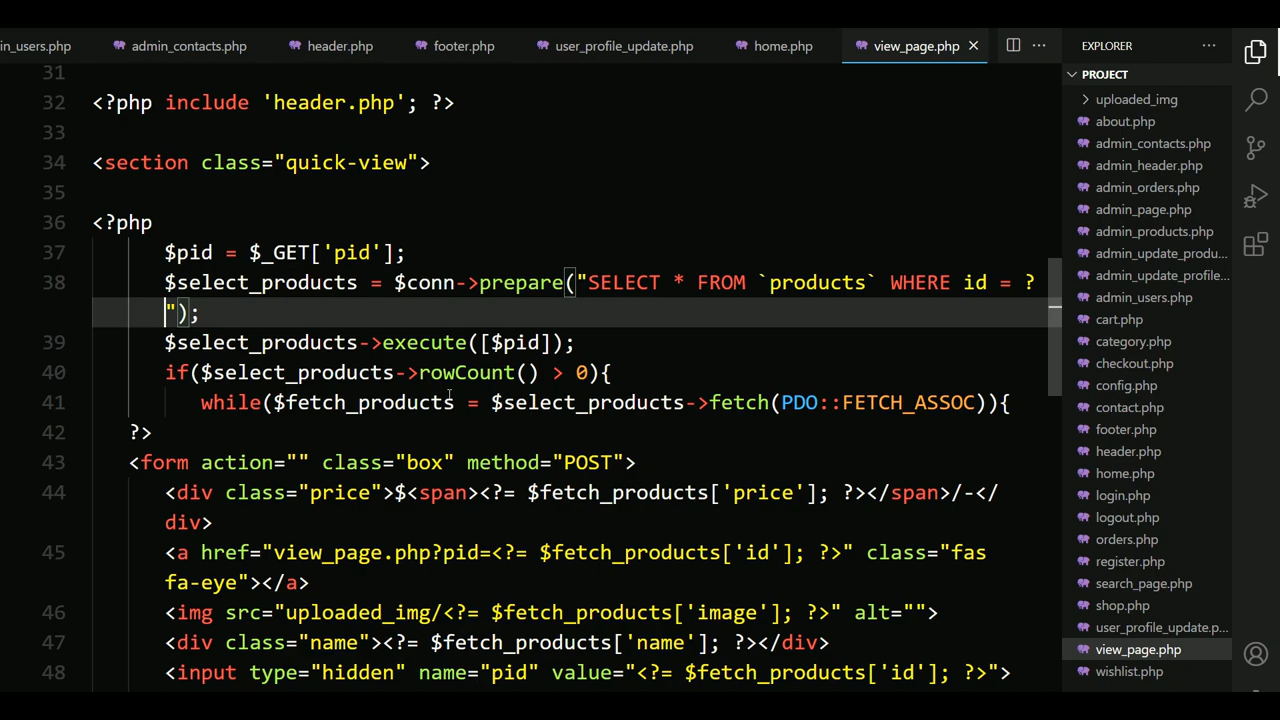 in_users.php admin_contacts.php header.php footer.php user_profile_update.php home.php view_page.php × ··· EXPLORER ···
PROJECT
uploaded_img
about.php
admin_contacts.php
admin_header.php
admin_orders.php
admin_page.php
admin_products.php
admin_update_produ...
admin_update_profile...
admin_users.php
cart.php
category.php
checkout.php
config.php
contact.php
footer.php
header.php
home.php
login.php
logout.php
orders.php
register.php
search_page.php
shop.php
user_profile_update.p...
view_page.php
wishlist.php
31
32 <?php include 'header.php'; ?>
33
34 <section class="quick-view">
35
36 <?php
37 $pid = $_GET['pid'];
38 $select_products = $conn->prepare("SELECT * FROM `products` WHERE id = ?
");
39 $select_products->execute([$pid]);
40 if($select_products->rowCount() > 0){
41 while($fetch_products = $select_products->fetch(PDO::FETCH_ASSOC)){
42 ?>
43 <form action="" class="box" method="POST">
44 <div class="price">$<span><?= $fetch_products['price']; ?></span>/-</
div>
45 <a href="view_page.php?pid=<?= $fetch_products['id']; ?>" class="fas
fa-eye"></a>
46 <img src="uploaded_img/<?= $fetch_products['image']; ?>" alt="">
47 <div class="name"><?= $fetch_products['name']; ?></div>
48 <input type="hidden" name="pid" value="<?= $fetch_products['id']; ?>">